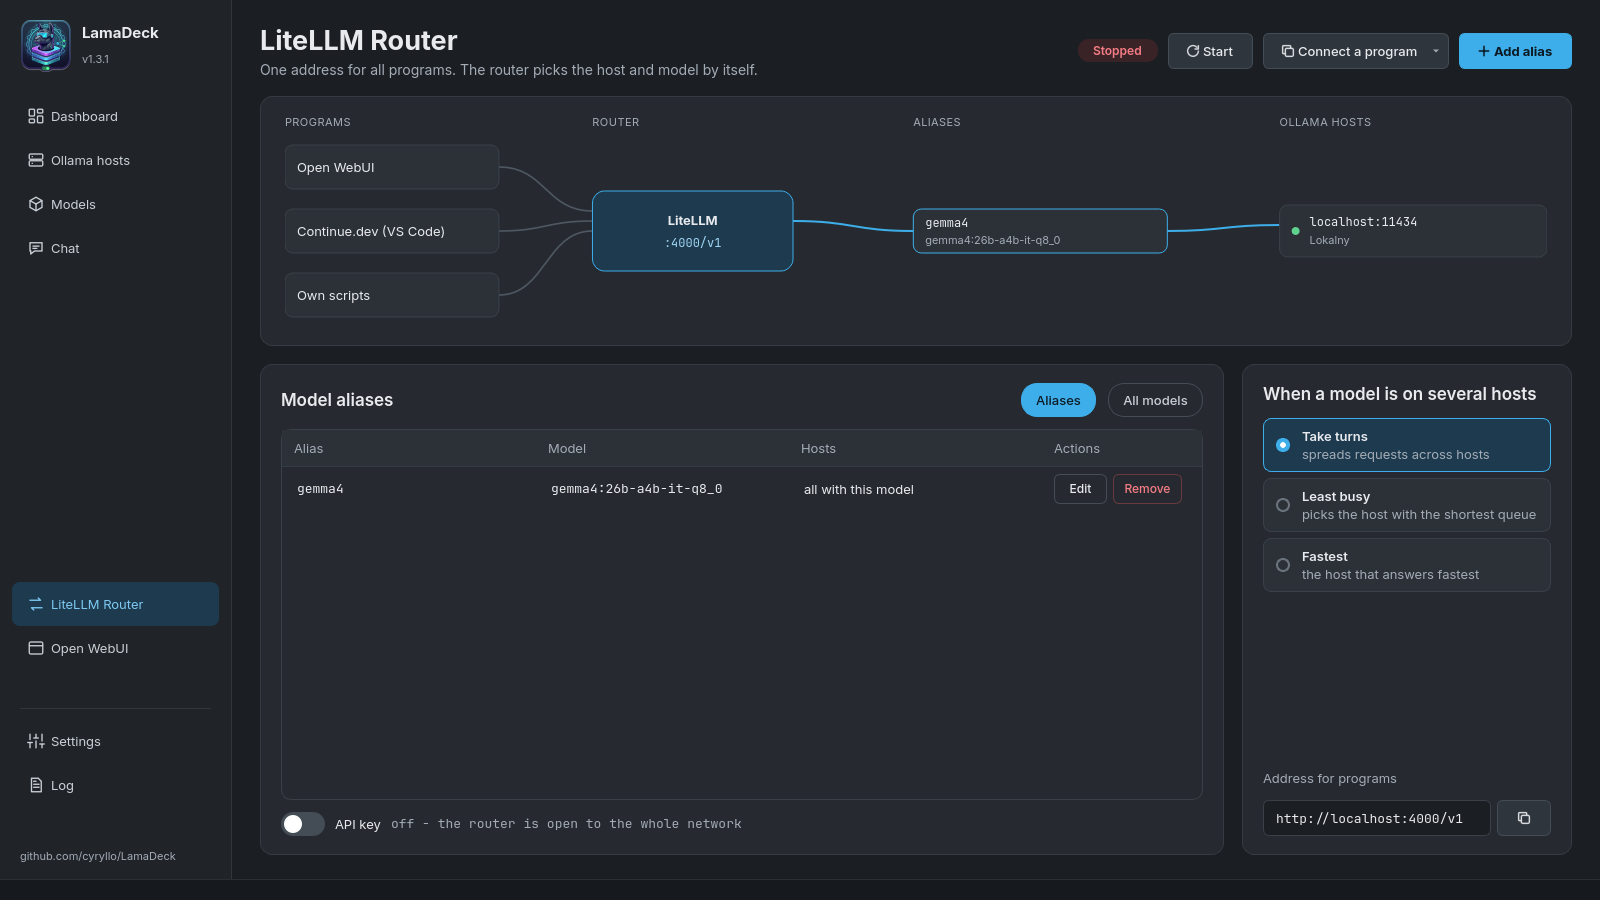 LamaDeck
v1.3.1
Dashboard
Ollama hosts
Models
Chat
LiteLLM Router
Open WebUI
Settings
Log
github.com/cyryllo/LamaDeck
LiteLLM Router
One address for all programs. The router picks the host and model by itself.
Stopped
Start
Connect a program
Add alias
PROGRAMS
ROUTER
ALIASES
OLLAMA HOSTS
Open WebUI
Continue.dev (VS Code)
Own scripts
LiteLLM
:4000/v1
gemma4
gemma4:26b-a4b-it-q8_0
localhost:11434
Lokalny
Model aliases
Aliases
All models
Alias
Model
Hosts
Actions
gemma4
gemma4:26b-a4b-it-q8_0
all with this model
Edit
Remove
API key
off - the router is open to the whole network
When a model is on several hosts
Take turns
spreads requests across hosts
Least busy
picks the host with the shortest queue
Fastest
the host that answers fastest
Address for programs
http://localhost:4000/v1